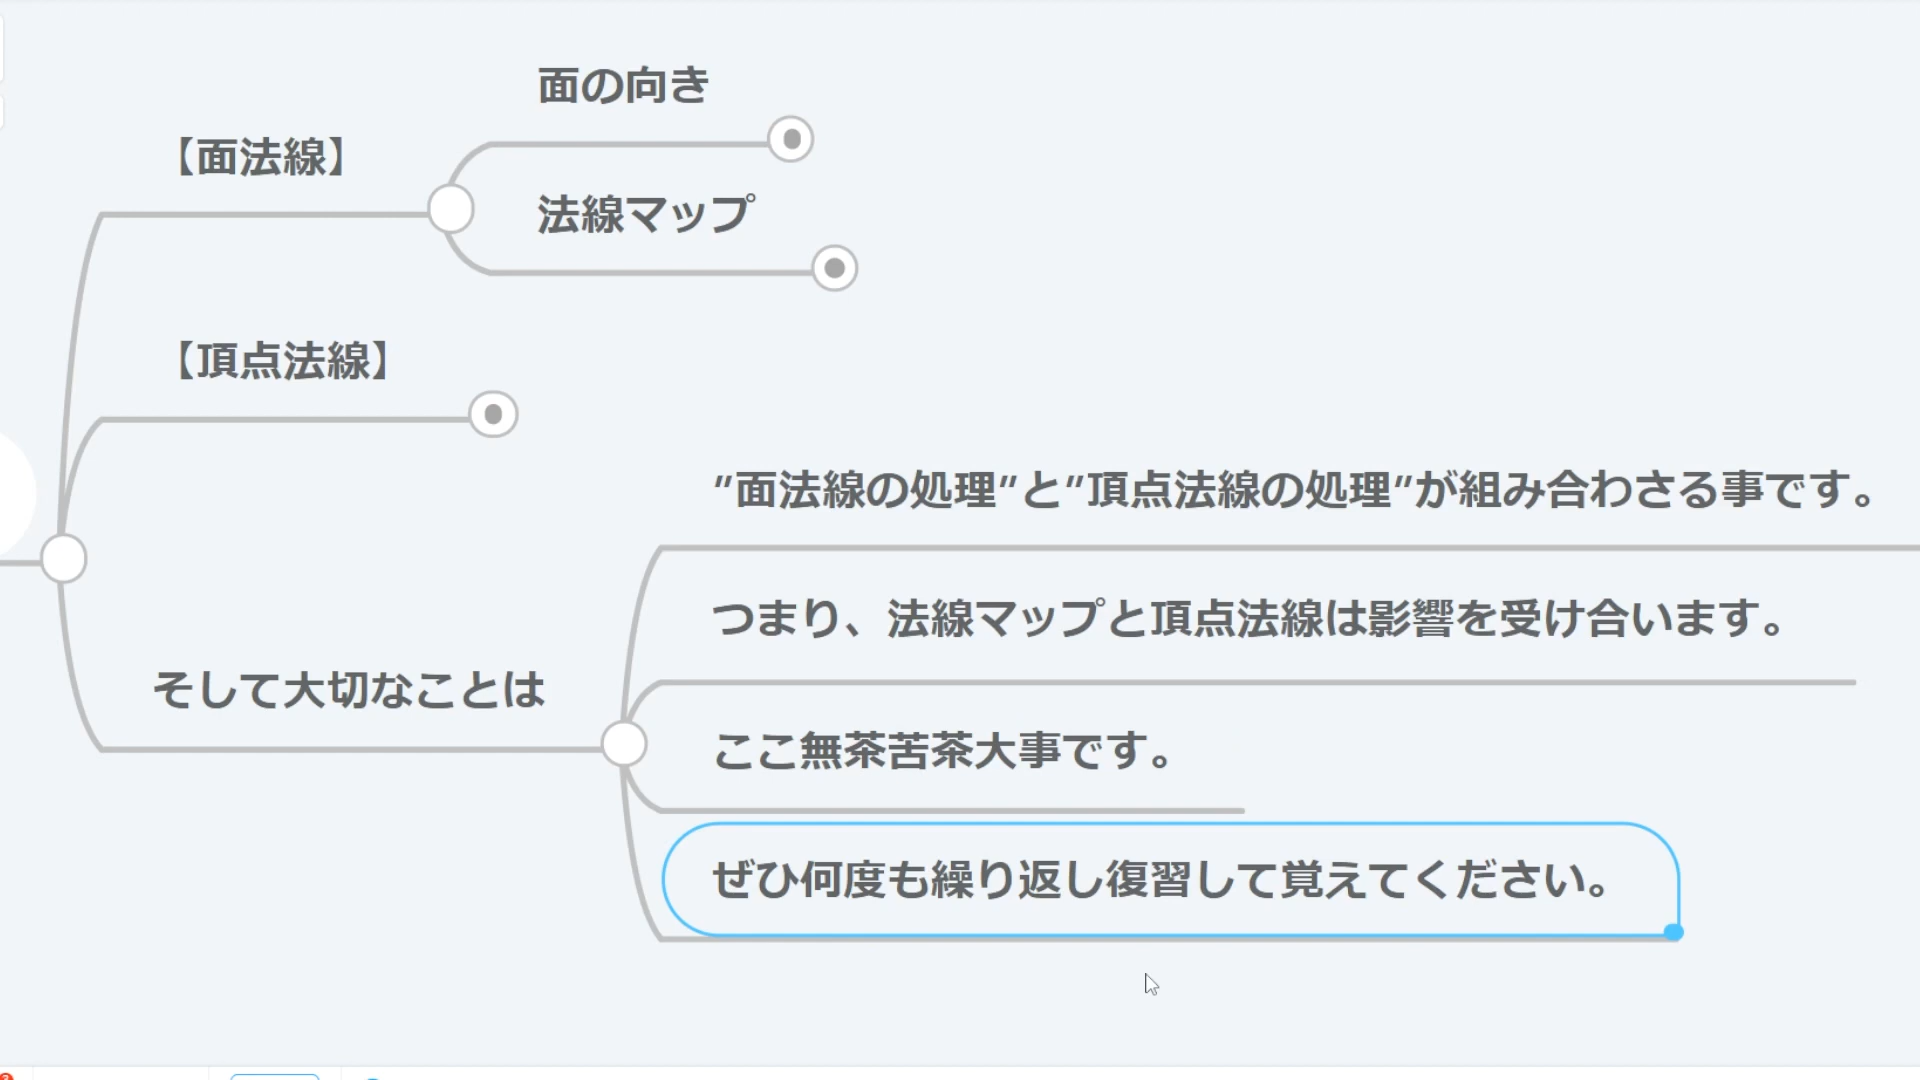 面の向き
【面法線】
法線マップ
【頂点法線】
”面法線の処理”と”頂点法線の処理”が組み合わさる事です。
つまり、法線マップと頂点法線は影響を受け合います。
そして大切なことは
ここ無茶苦茶大事です。
ぜひ何度も繰り返し復習して覚えてください。